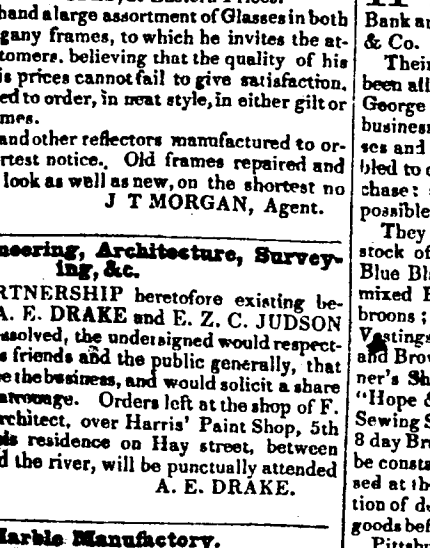 hand a large assortment of Glasses in both
gany frames, to which he invites the at-
tomers. believing that the quality of his
is prices cannot fail to give satisfaction.
ed to order, in neat style, in either gilt or
mes.
and other reflectors manufactured to or-
rtest notice. Old frames repaired and
look as well as new, on the shortest no
J T MORGAN, Agent.
neering, Architecture, Survey-
ing, &c.
RTNERSHIP heretofore existing be-
A. E. DRAKE and E. Z. C. JUDSON
ssolved, the undersigned would respect-
s friends and the public generally, that
e the business, and would solicit a share
atronage. Orders left at the shop of F.
rchitect, over Harris' Paint Shop, 5th
his residence on Hay street, between
d the river, will be punctually attended
A. E. DRAKE.
Marble Manufactory.
Bank ar
& Co.
Their
been all
George
business
ses and
bled to c
chase:
possible
They
stock of
Blue Bl
mixed
broons;
Vestings
and Bro
ner's Sh
"Hope &
Sewing S
8 day Br
be consta
sed at th
tion of d
goods bef
Pittsb